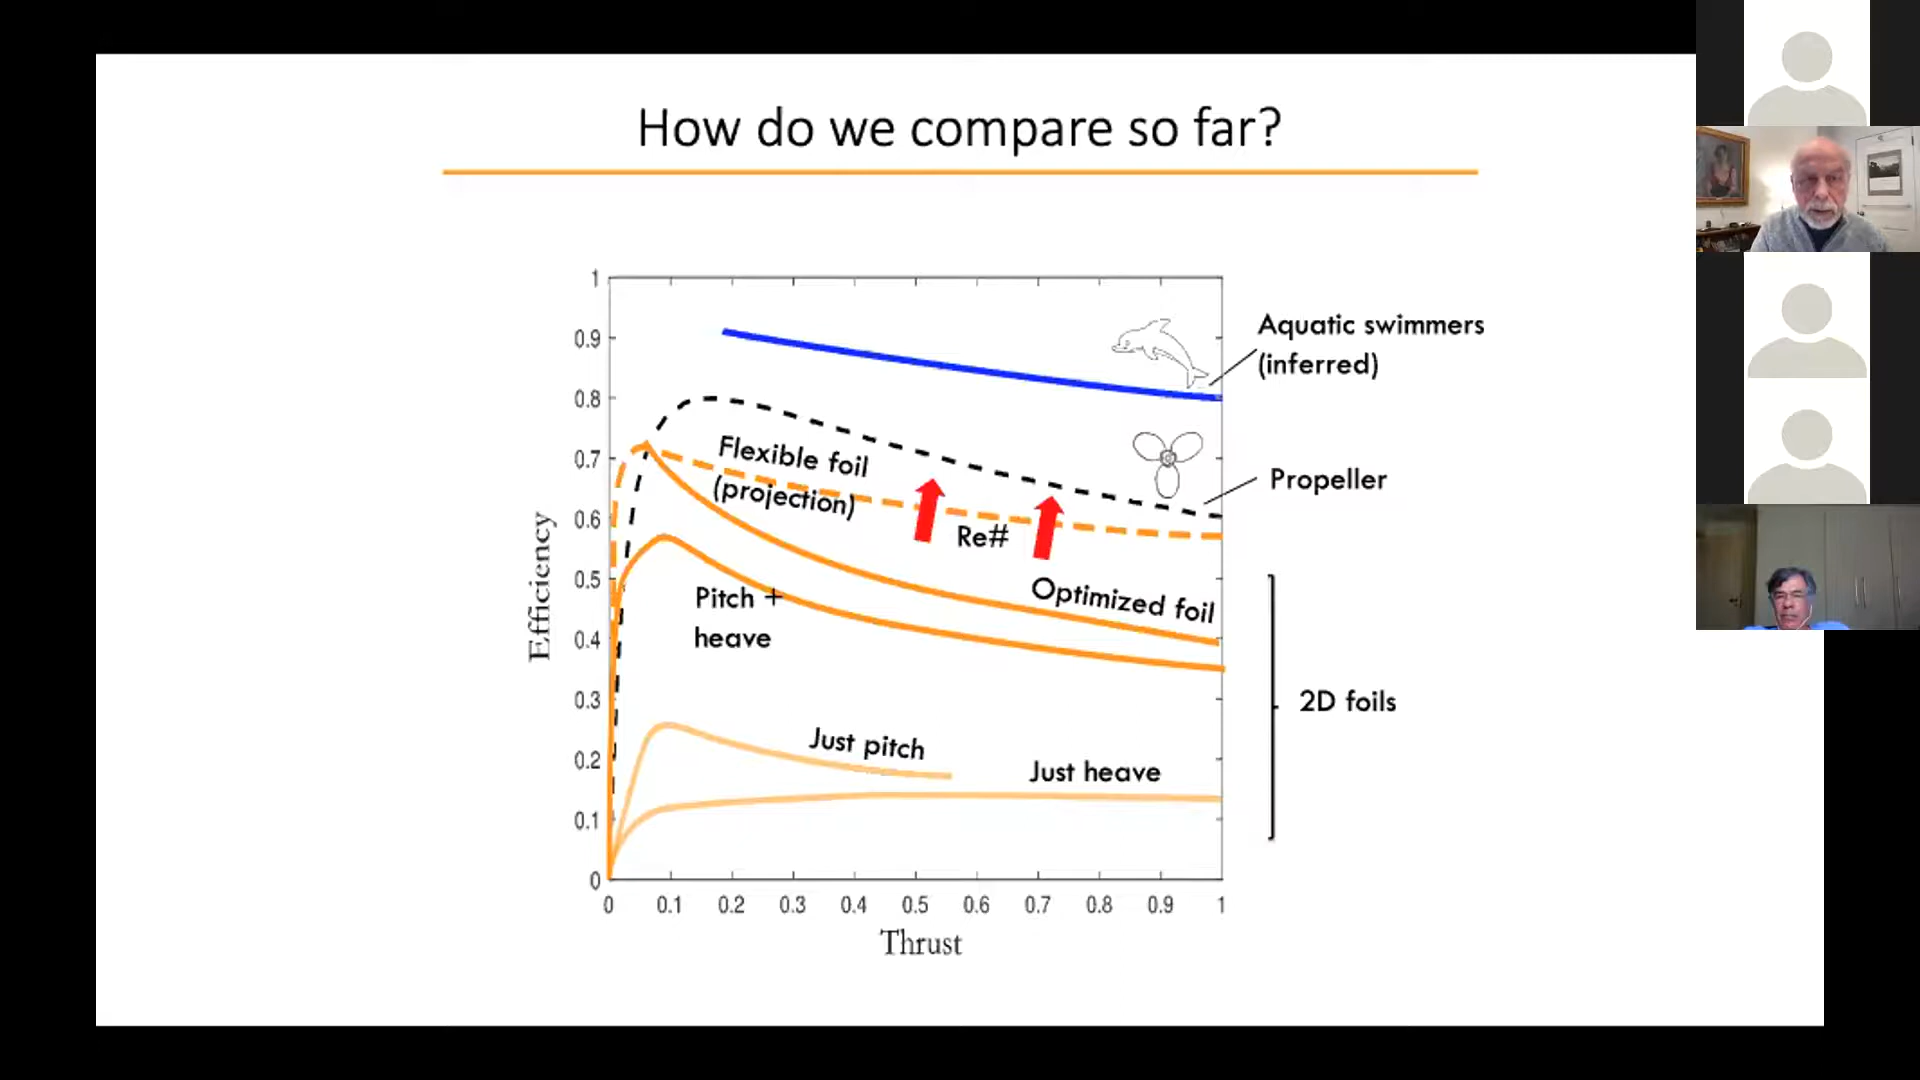 How do we compare so far?
Aquatic swimmers
(inferred)
Flexible foil
(projection)
Propeller
Re#
Optimized foil
Pitch +
heave
2D foils
Just pitch
Just heave
Efficiency
1
0.9
0.8
0.7
0.6
0.5
0.4
0.3
0.2
0.1
0
0 0.1 0.2 0.3 0.4 0.5 0.6 0.7 0.8 0.9 1
Thrust